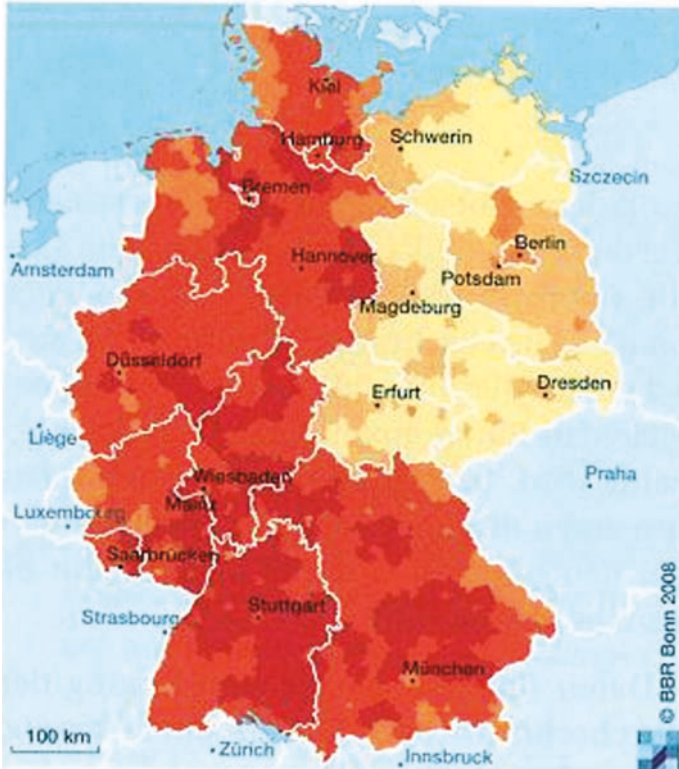 Kiel
Hamburg
Schwerin
Szczecin
Bremen
Amsterdam
Hannover
Berlin
Potsdam
Magdeburg
Düsseldorf
Erfurt
Dresden
Liège
Wiesbaden
Praha
Mainz
Luxembourg
Saarbrücken
Strasbourg
Stuttgart
München
100 km
Zürich
Innsbruck
© BBR Bonn 2008